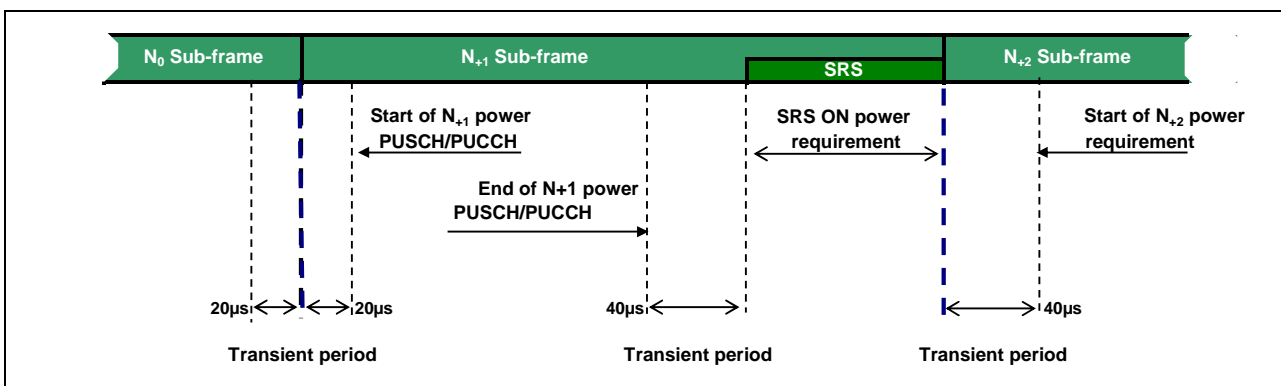 N₀ Sub-frame
N₊₁ Sub-frame
SRS
N₊₂ Sub-frame
Start of N₊₁ power
PUSCH/PUCCH
SRS ON power
requirement
Start of N₊₂ power
requirement
End of N+1 power
PUSCH/PUCCH
20µs
20µs
40µs
40µs
Transient period
Transient period
Transient period